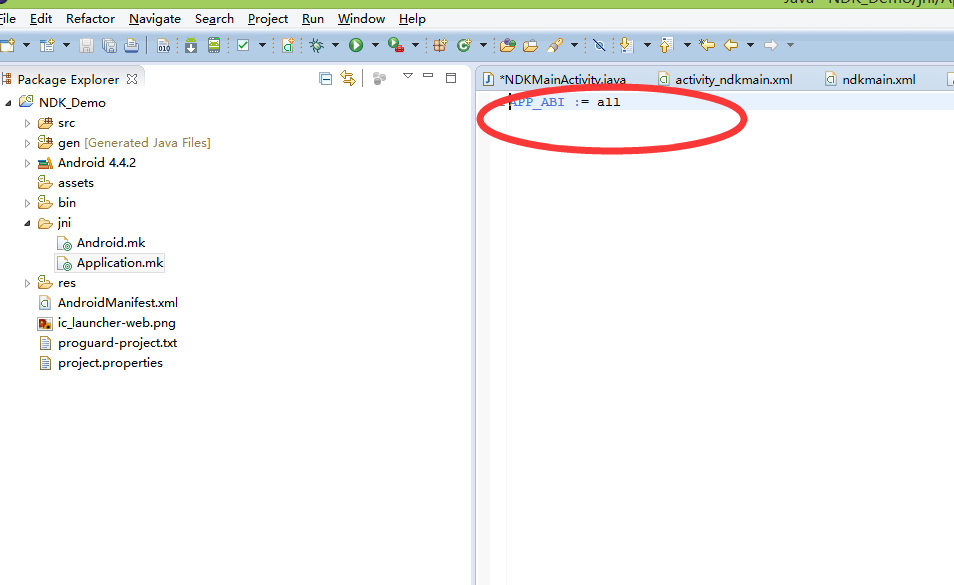 File Edit Refactor Navigate Search Project Run Window Help
Package Explorer
*NDKMainActivity.java activity_ndkmain.xml ndkmain.xml
NDK_Demo
APP_ABI := all
src
gen [Generated Java Files]
Android 4.4.2
assets
bin
jni
Android.mk
Application.mk
res
AndroidManifest.xml
ic_launcher-web.png
proguard-project.txt
project.properties